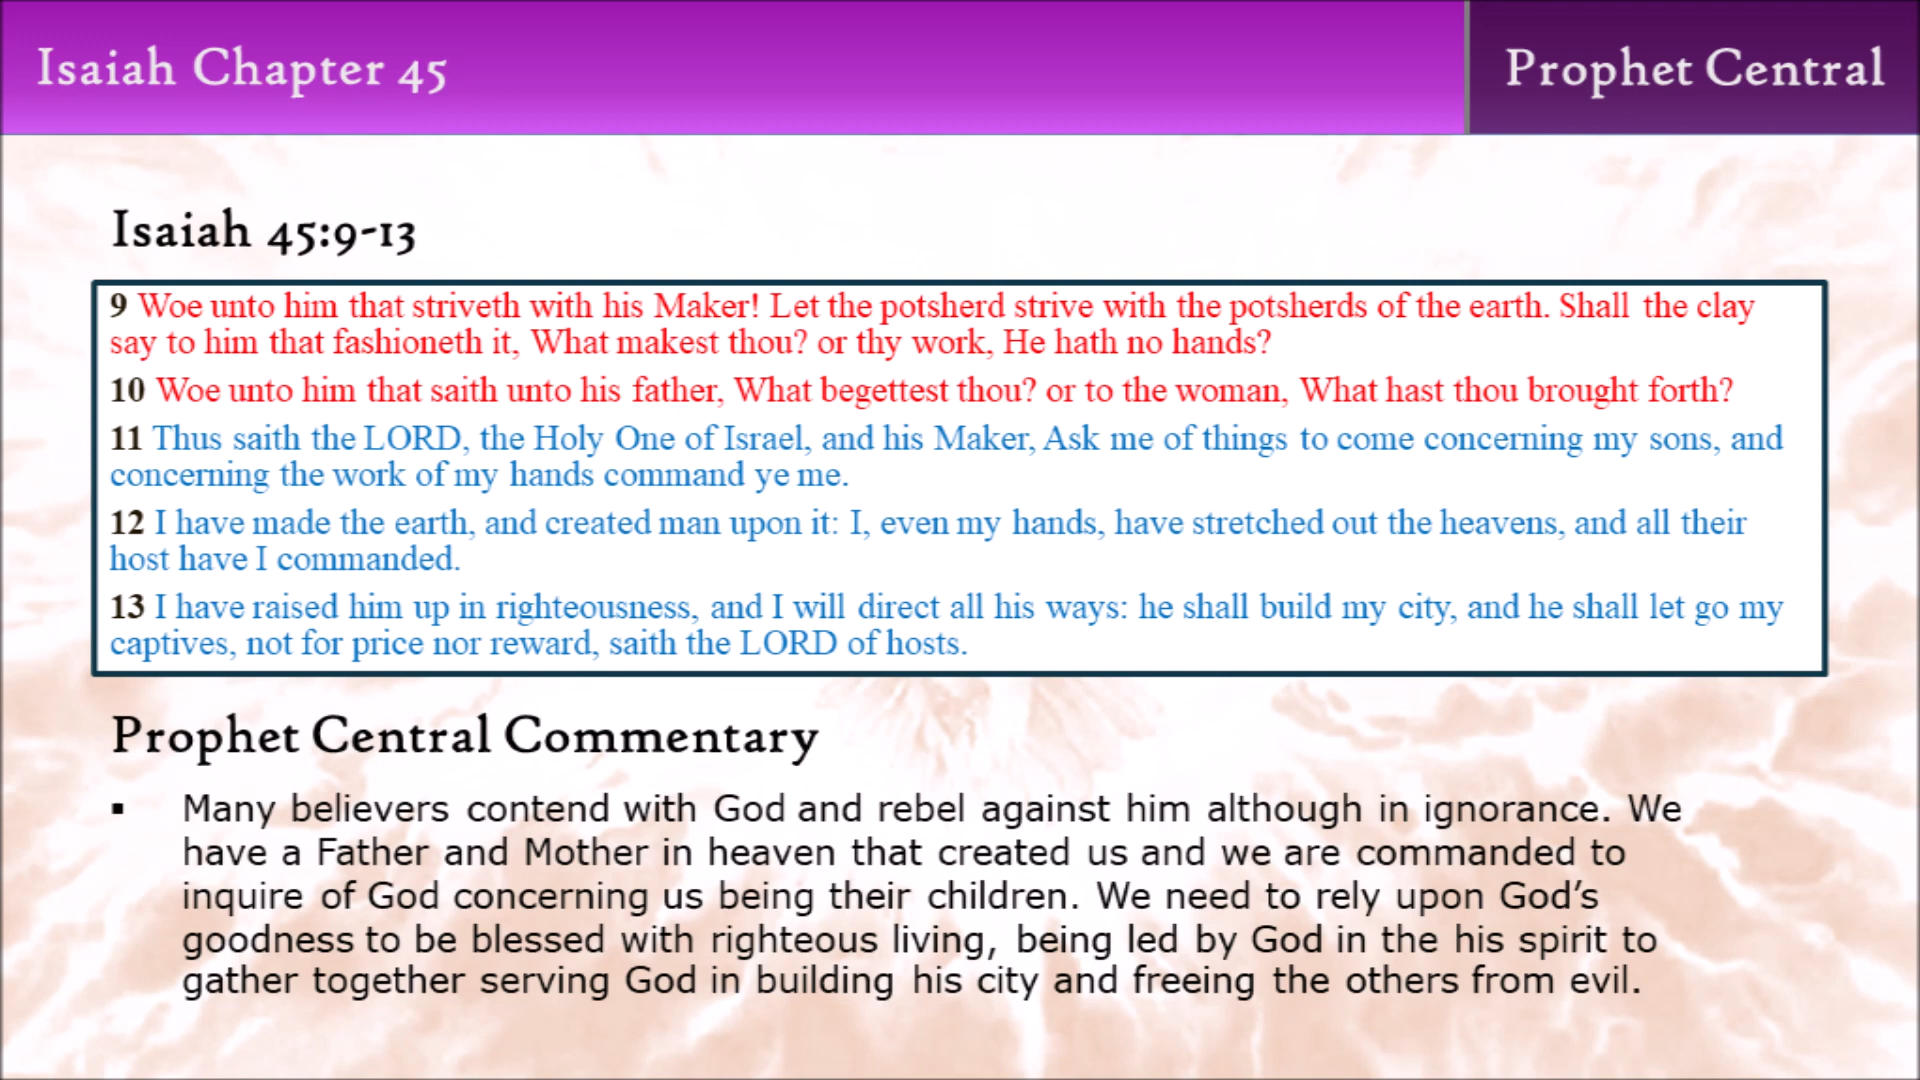 Isaiah Chapter 45
Prophet Central
Isaiah 45:9-13
9 Woe unto him that striveth with his Maker! Let the potsherd strive with the potsherds of the earth. Shall the clay
say to him that fashioneth it, What makest thou? or thy work, He hath no hands?
10 Woe unto him that saith unto his father, What begettest thou? or to the woman, What hast thou brought forth?
11 Thus saith the LORD, the Holy One of Israel, and his Maker, Ask me of things to come concerning my sons, and
concerning the work of my hands command ye me.
12 I have made the earth, and created man upon it: I, even my hands, have stretched out the heavens, and all their
host have I commanded.
13 I have raised him up in righteousness, and I will direct all his ways: he shall build my city, and he shall let go my
captives, not for price nor reward, saith the LORD of hosts.
Prophet Central Commentary
▪ Many believers contend with God and rebel against him although in ignorance. We
have a Father and Mother in heaven that created us and we are commanded to
inquire of God concerning us being their children. We need to rely upon God’s
goodness to be blessed with righteous living, being led by God in the his spirit to
gather together serving God in building his city and freeing the others from evil.